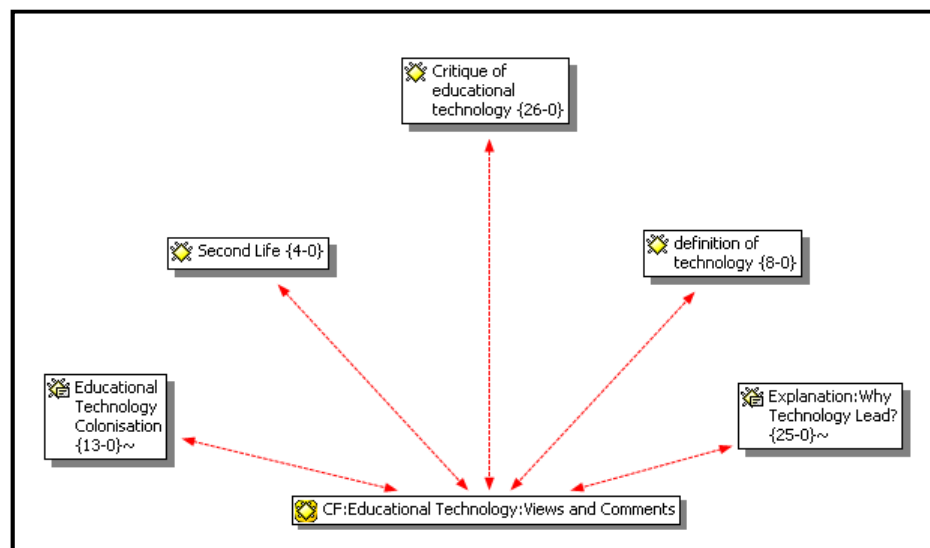 Critique of
educational
technology {26-0}
Second Life {4-0}
definition of
technology {8-0}
Educational
Technology
Colonisation
{13-0}~
Explanation:Why
Technology Lead?
{25-0}~
CF:Educational Technology:Views and Comments